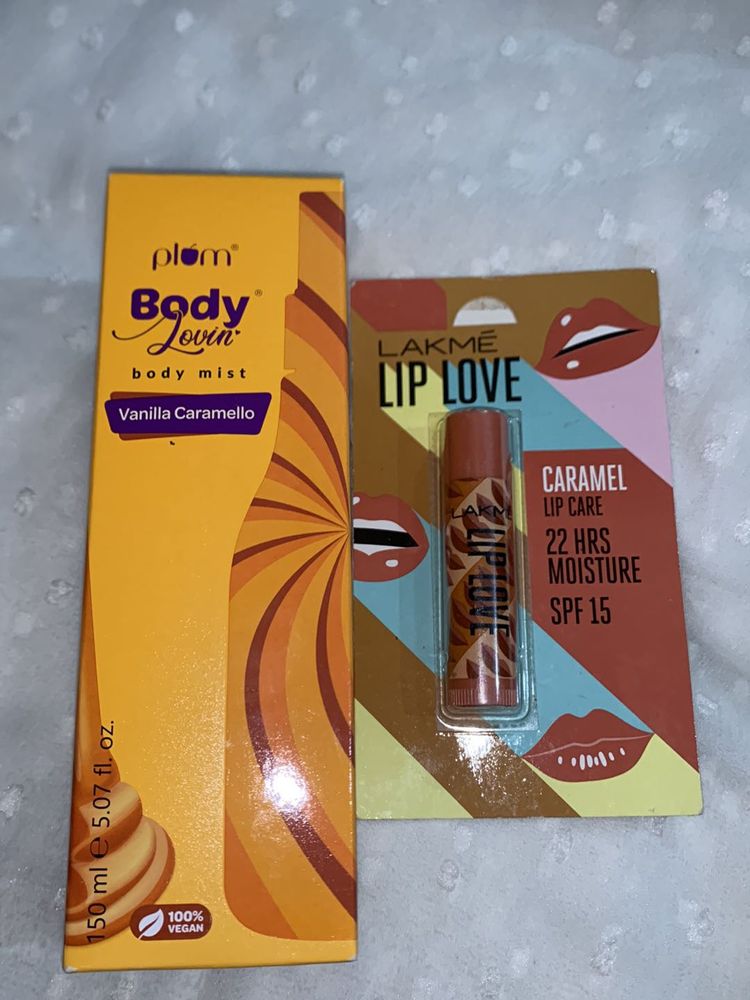 plum®
Body®
Lovin'
body mist
Vanilla Caramello
150 ml e 5.07 fl. oz.
100%
VEGAN
LAKMÉ
LIP LOVE
CARAMEL
LIP CARE
22 HRS
MOISTURE
SPF 15
LAKMÉ
LIP LOVE